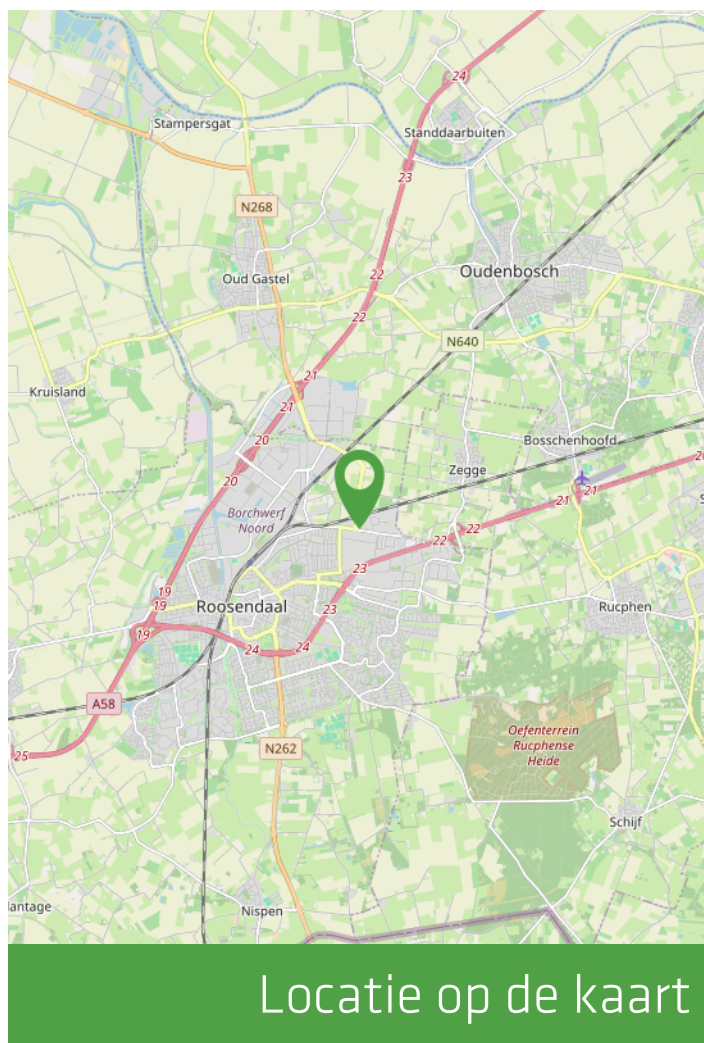 24
Stampersgat
Standdaarbuiten
23
N268
22
Oud Gastel
Oudenbosch
22
N640
21
Kruisland
21
20
Bosschenhoofd
Zegge
20
21
21
Borchwerf
Noord
22
22
23
19
19
Roosendaal
23
Rucphen
19
24
24
A58
Oefenterrein
Rucphense
Heide
N262
25
Schijf
lantage
Nispen
Locatie op de kaart